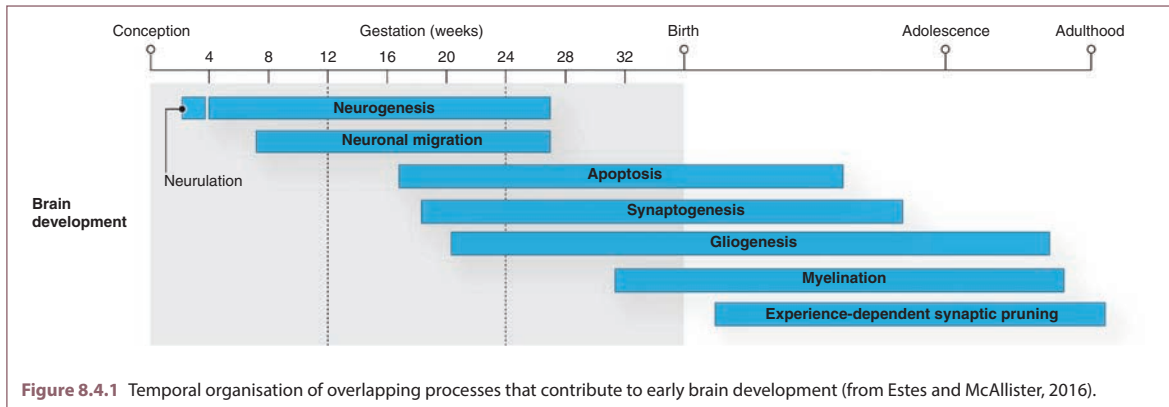 Conception Gestation (weeks) Birth Adolescence Adulthood
4 8 12 16 20 24 28 32
Neurogenesis
Neuronal migration
Neurulation
Apoptosis
Brain
development
Synaptogenesis
Gliogenesis
Myelination
Experience-dependent synaptic pruning
Figure 8.4.1 Temporal organisation of overlapping processes that contribute to early brain development (from Estes and McAllister, 2016).